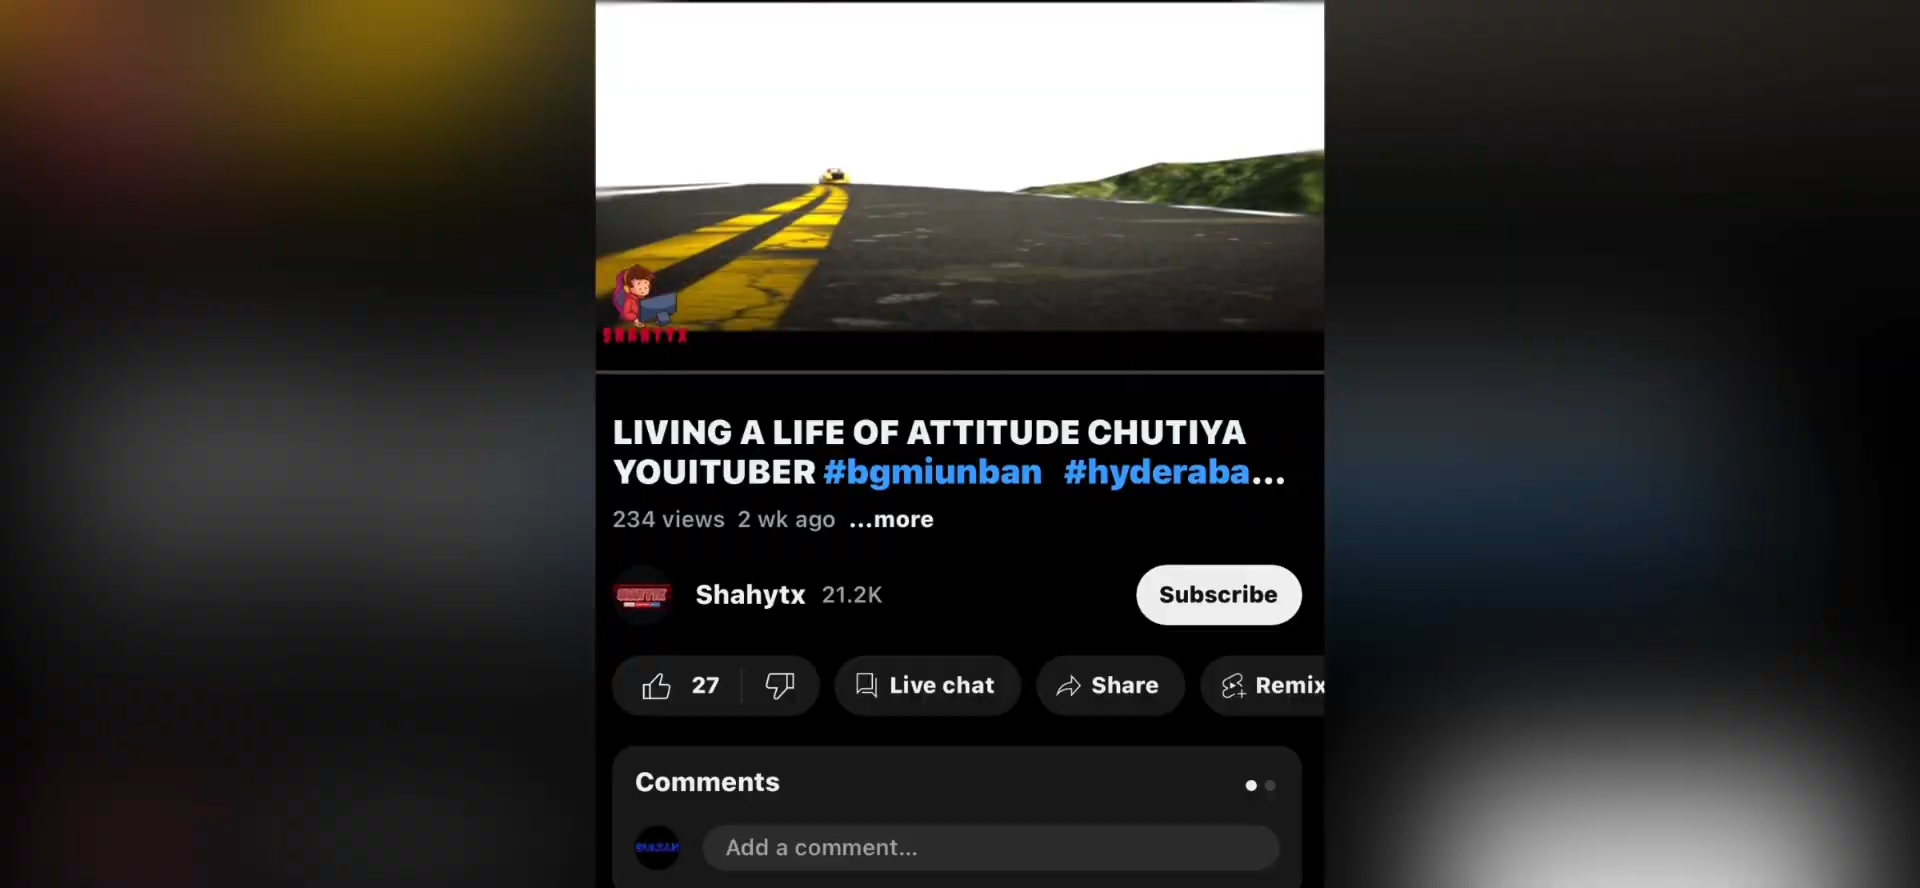 SHAHYTX
LIVING A LIFE OF ATTITUDE CHUTIYA
YOUITUBER #bgmiunban #hyderaba...
234 views 2 wk ago ...more
Shahytx 21.2K
Subscribe
27
Live chat
Share
Remix
Comments
Add a comment...